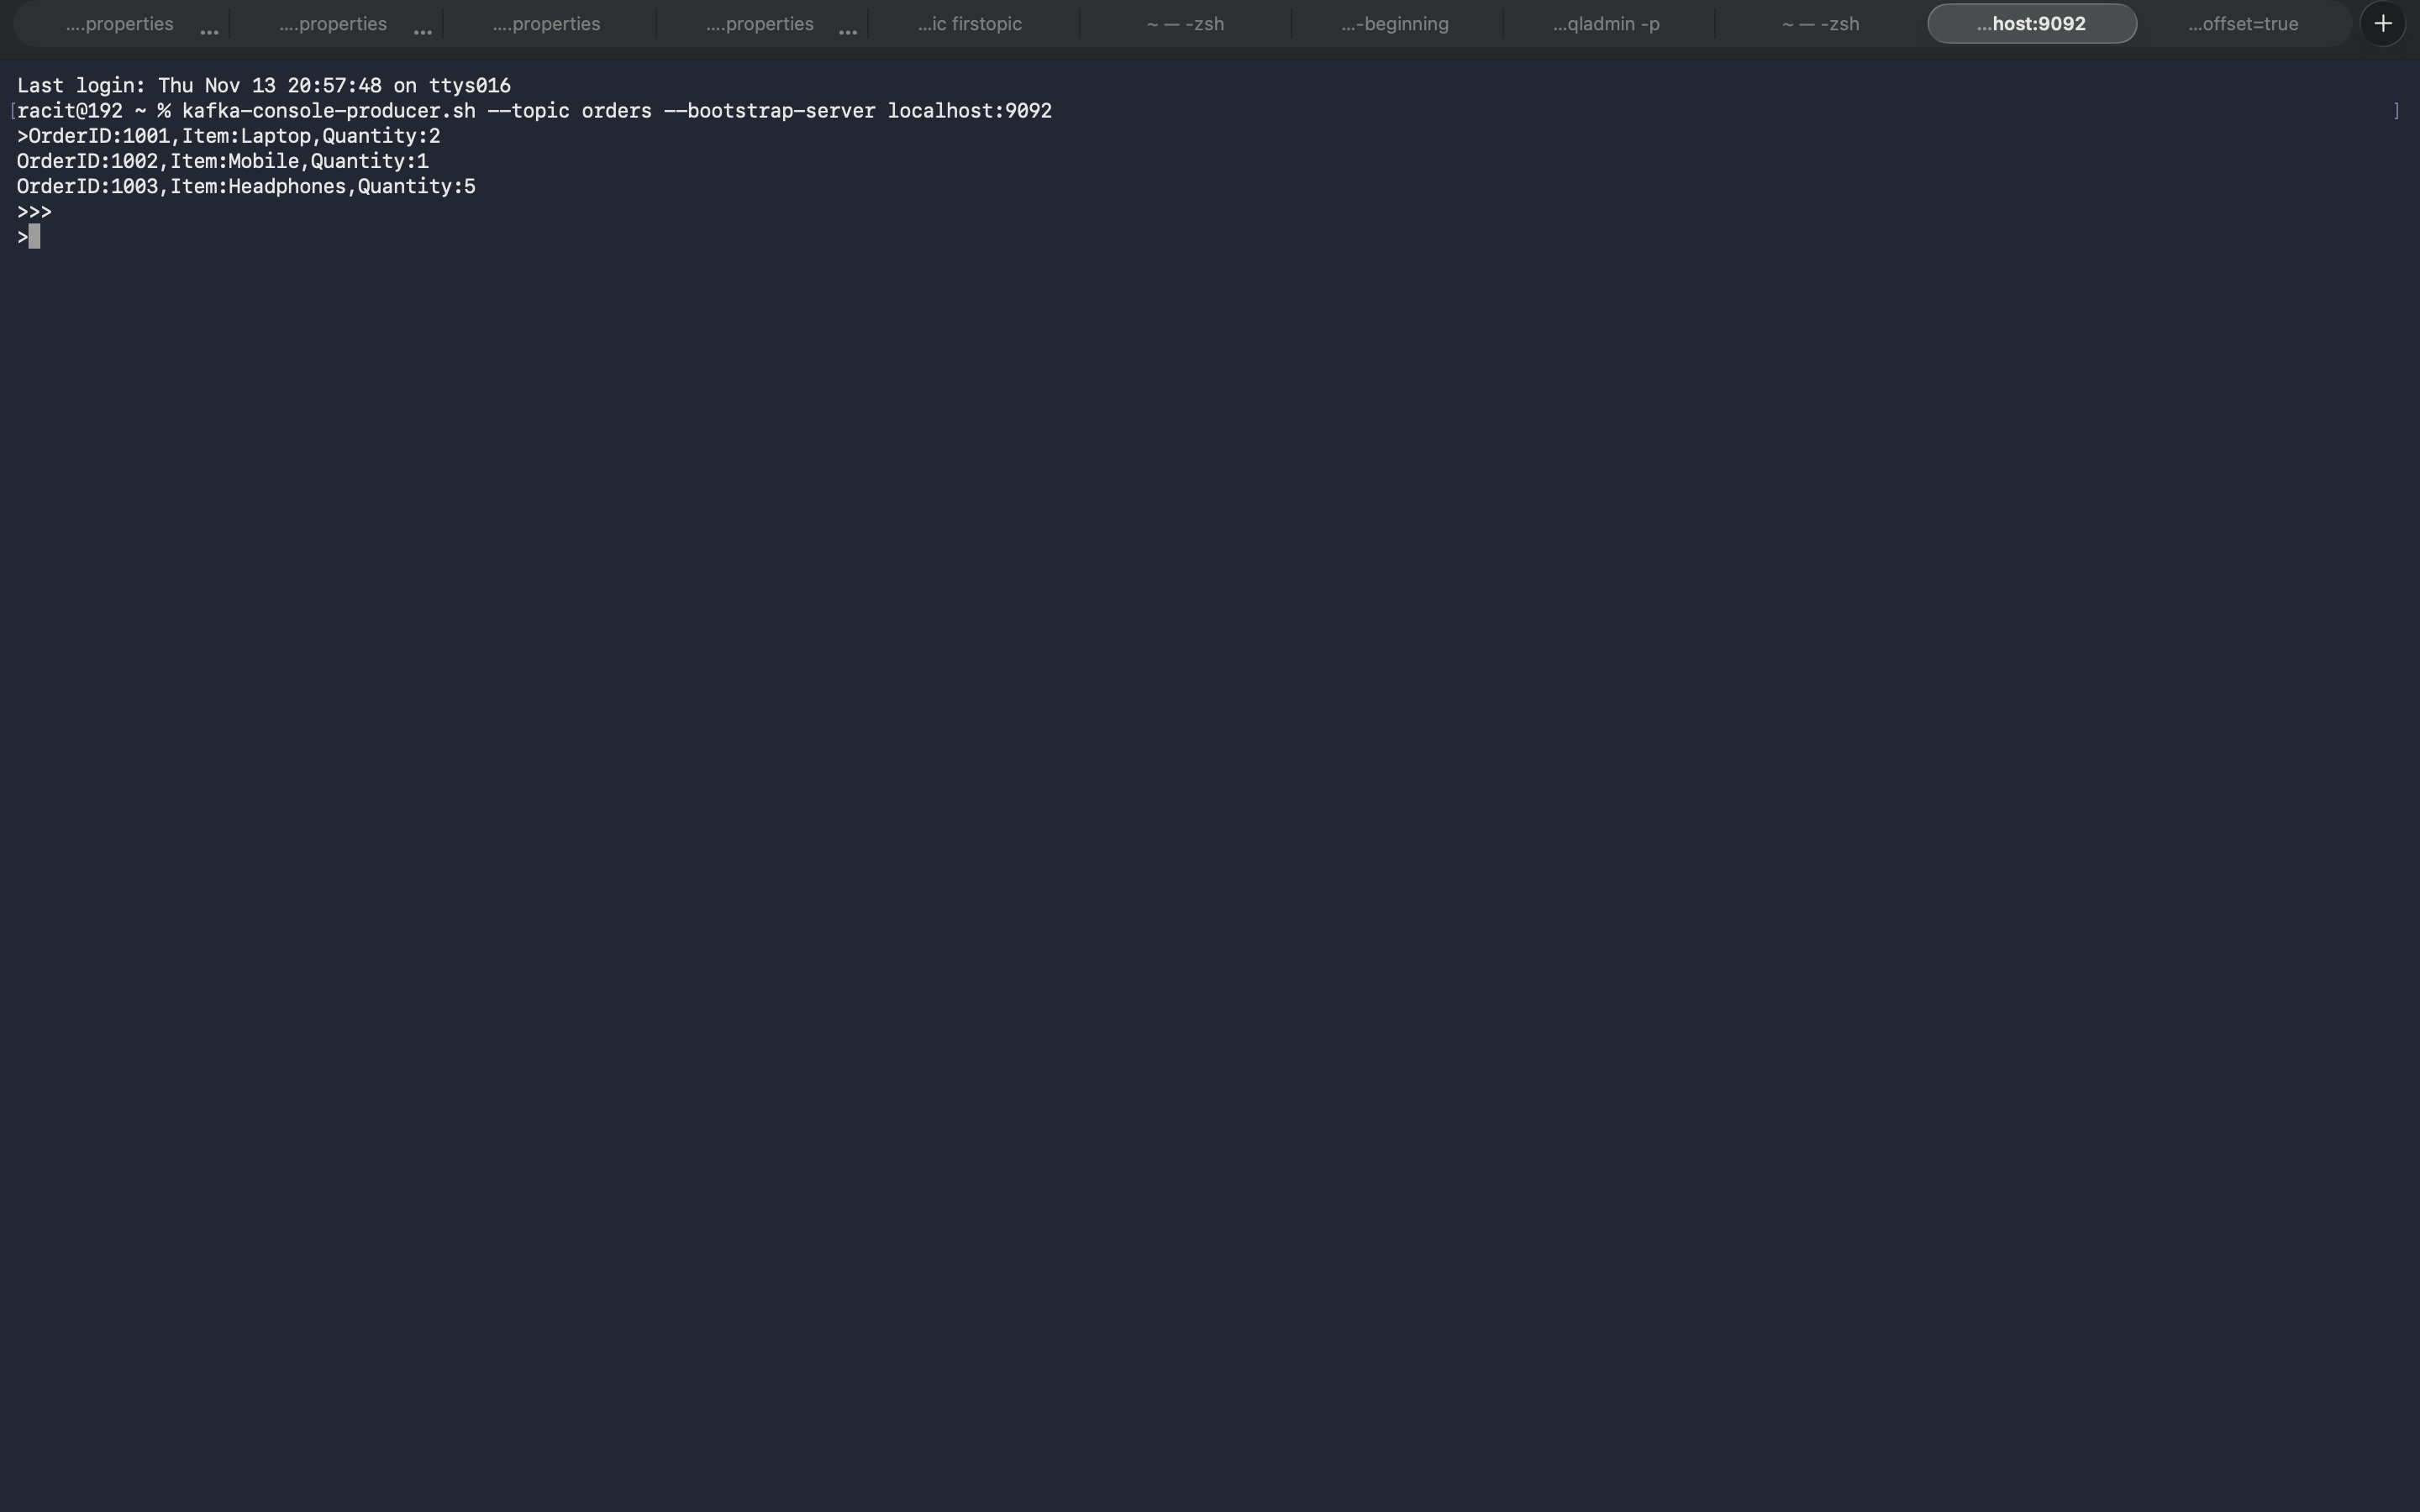 ....properties ... ....properties ... ....properties ....properties ... ...ic firstopic ~ — -zsh ...-beginning ...qladmin -p ~ — -zsh ...host:9092 ...offset=true +
Last login: Thu Nov 13 20:57:48 on ttys016
[racit@192 ~ % kafka-console-producer.sh --topic orders --bootstrap-server localhost:9092 ]
>OrderID:1001,Item:Laptop,Quantity:2
OrderID:1002,Item:Mobile,Quantity:1
OrderID:1003,Item:Headphones,Quantity:5
>>>
>